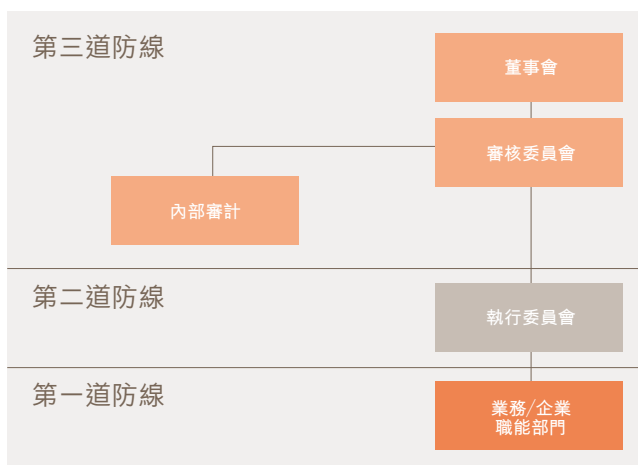 第三道防線
董事會
審核委員會
內部審計
第二道防線
執行委員會
第一道防線
業務/企業
職能部門